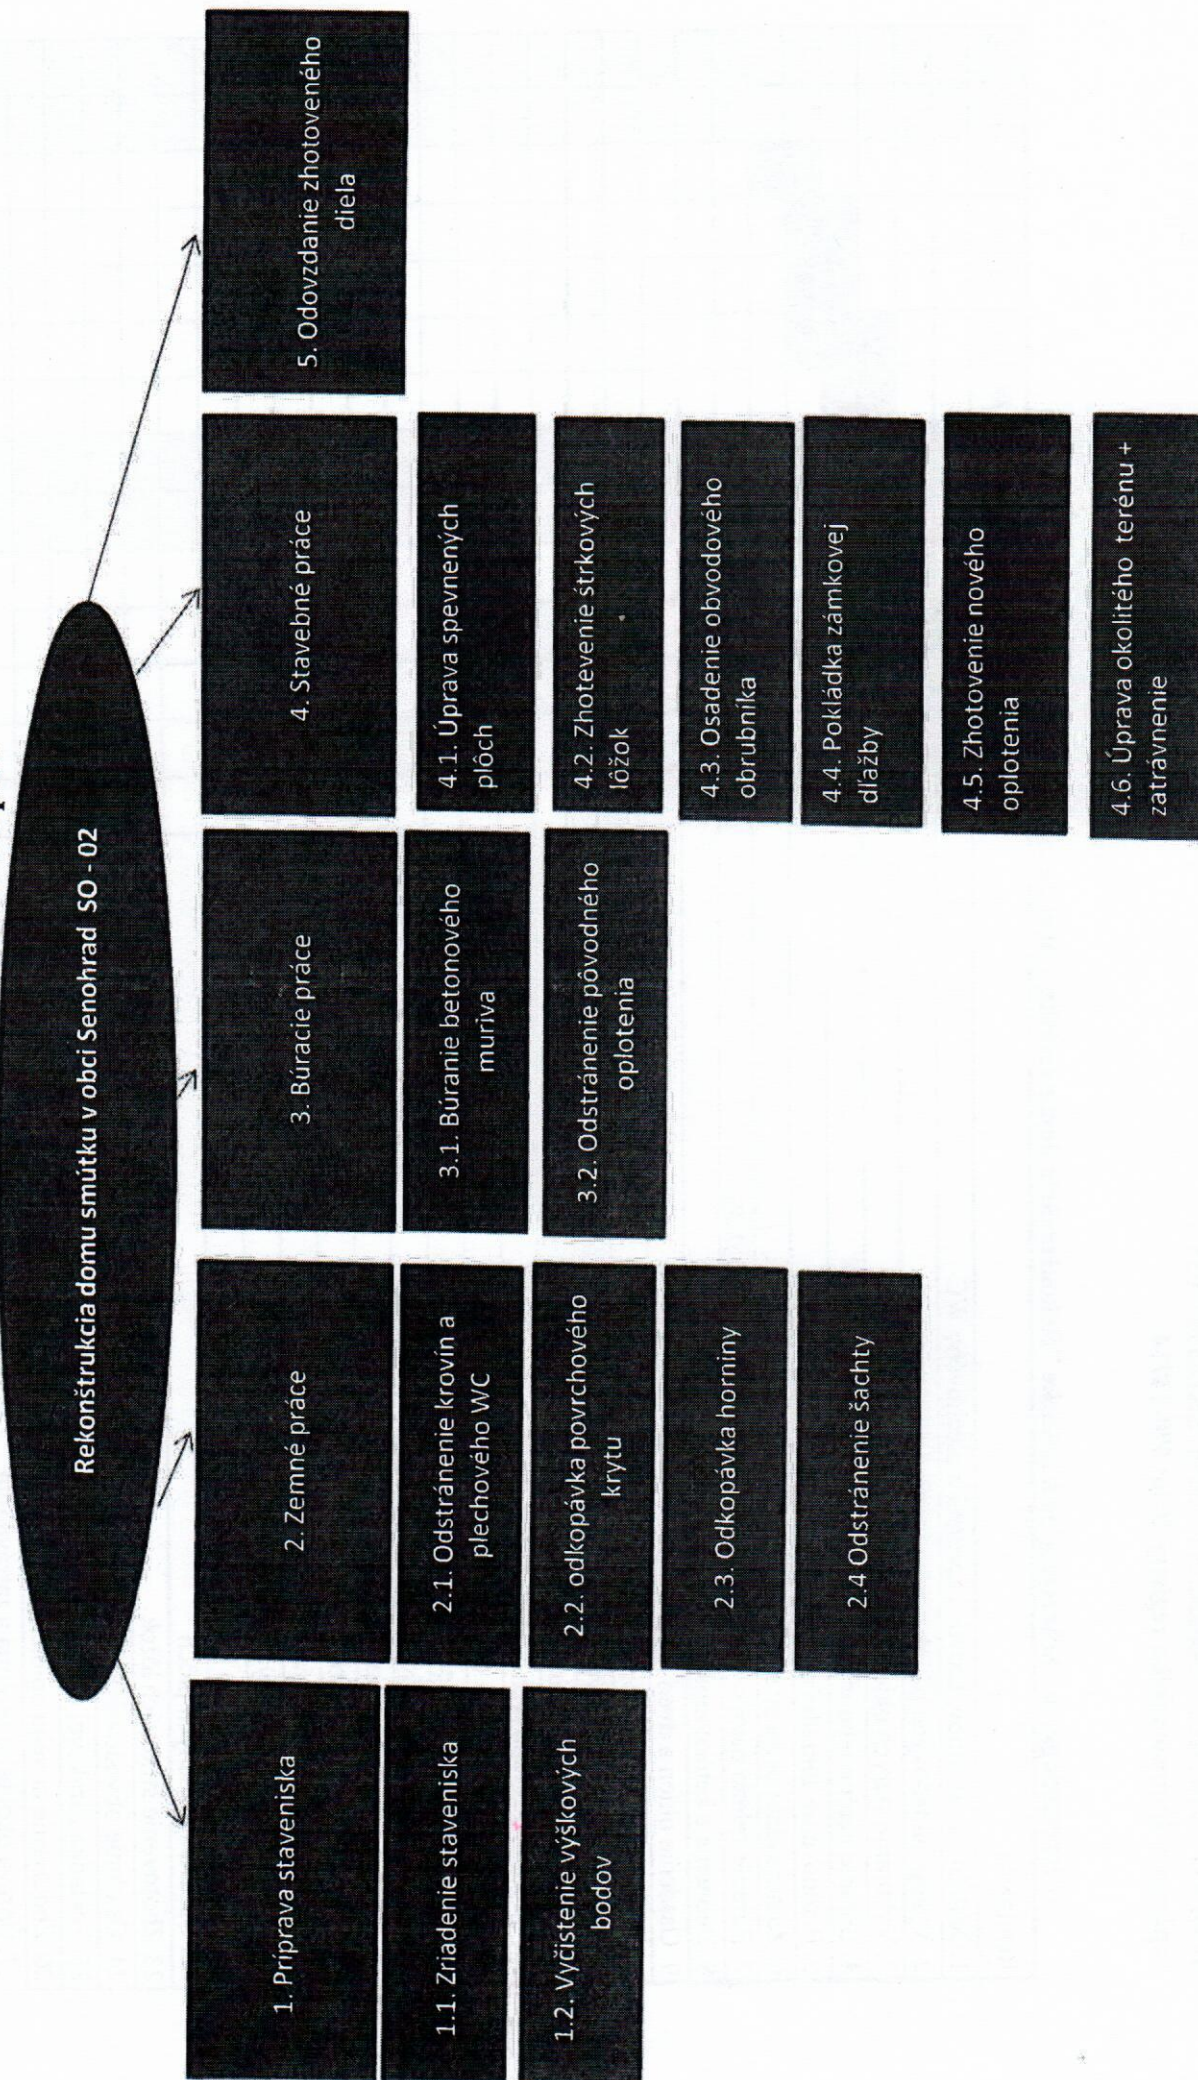 Rekonštrukcia domu smútku v obci Senohrad SO - 02
1. Príprava staveniska
1.1. Zriadenie staveniska
1.2. Vyčistenie výškových
bodov
2. Zemné práce
2.1. Odstránenie krovín a
plechového WC
2.2. odkopávka povrchového
krytu
2.3. Odkopávka horniny
2.4 Odstránenie šachty
3. Búracie práce
3.1. Búranie betonového
muriva
3.2. Odstránenie pôvodného
oplotenia
4. Stavebné práce
4.1. Úprava spevnených
plôch
4.2. Zhotevenie štrkových
lôžok
4.3. Osadenie obvodového
obrubníka
4.4. Pokládka zámkovej
dlažby
4.5. Zhotovenie nového
oplotenia
4.6. Úprava okolitého terénu +
zatrávnenie
5. Odovzdanie zhotoveného
diela